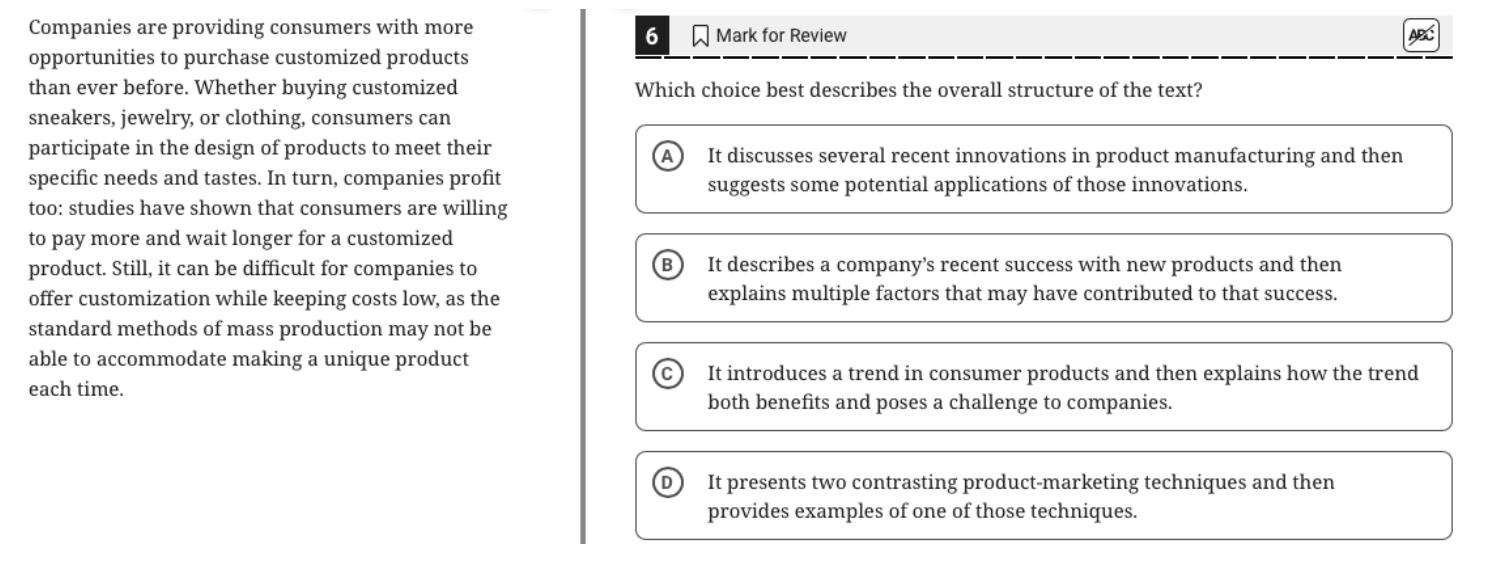 Companies are providing consumers with more
opportunities to purchase customized products
than ever before. Whether buying customized
sneakers, jewelry, or clothing, consumers can
participate in the design of products to meet their
specific needs and tastes. In turn, companies profit
too: studies have shown that consumers are willing
to pay more and wait longer for a customized
product. Still, it can be difficult for companies to
offer customization while keeping costs low, as the
standard methods of mass production may not be
able to accommodate making a unique product
each time.
6 Mark for Review ABC
Which choice best describes the overall structure of the text?
A It discusses several recent innovations in product manufacturing and then
suggests some potential applications of those innovations.
B It describes a company’s recent success with new products and then
explains multiple factors that may have contributed to that success.
C It introduces a trend in consumer products and then explains how the trend
both benefits and poses a challenge to companies.
D It presents two contrasting product-marketing techniques and then
provides examples of one of those techniques.